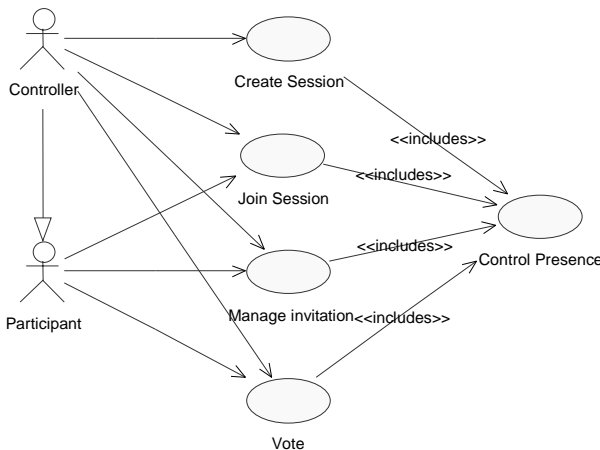 Controller
Create Session
<<includes>>
<<includes>>
Join Session
<<includes>>
Control Presence
Participant
Manage invitation
<<includes>>
Vote